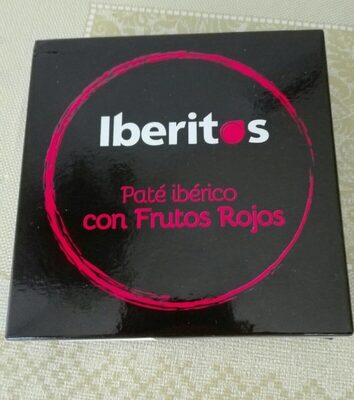 Iberitos
Paté ibérico
con Frutos Rojos